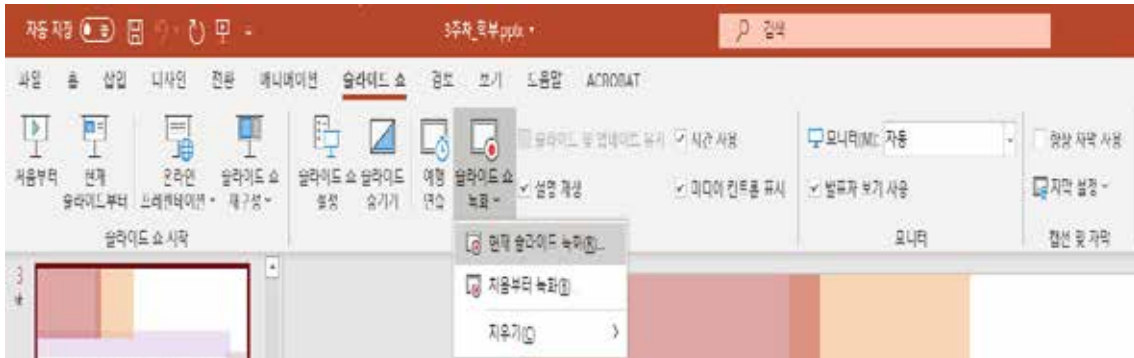 자동 저장 3주차_학부.pptx 검색
파일 홈 삽입 디자인 전환 애니메이션 슬라이드 쇼 검토 보기 도움말 ACROBAT
처음부터 현재 슬라이드부터 온라인 프레젠테이션 슬라이드 쇼 재구성
슬라이드 쇼 설정 슬라이드 숨기기 예행 연습 슬라이드 쇼 녹화
시간 사용
설명 재생 미디어 컨트롤 표시
모니터(M): 자동
발표자 보기 사용
항상 자막 사용
자막 설정
슬라이드 쇼 시작 모니터 캡션 및 자막
현재 슬라이드 녹화(R)...
처음부터 녹화(B)...
지우기(C)
3